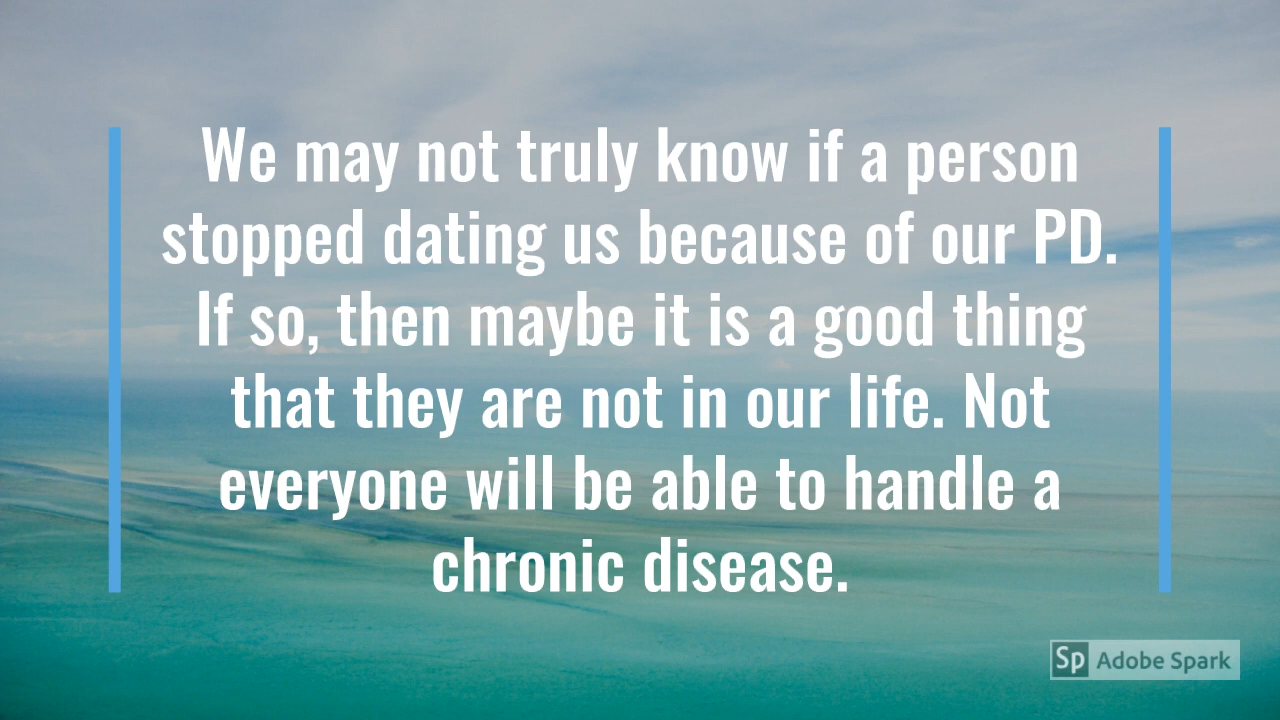 We may not truly know if a person
stopped dating us because of our PD.
If so, then maybe it is a good thing
that they are not in our life. Not
everyone will be able to handle a
chronic disease.
Sp Adobe Spark